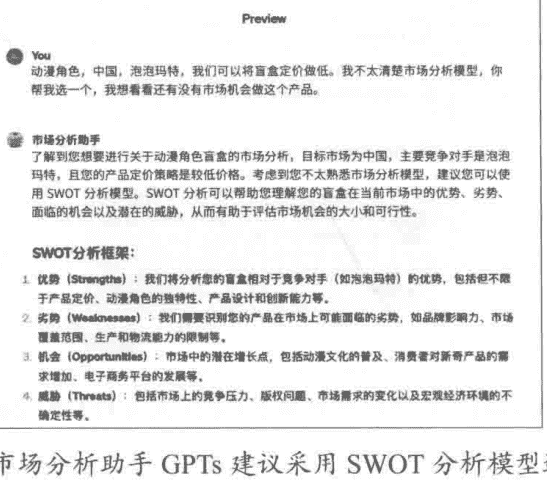 Preview
You
动漫角色，中国，泡泡玛特，我们可以将盲盒定价做低。我不太清楚市场分析模型，你
帮我选一个，我想看看还有没有市场机会做这个产品。
市场分析助手
了解到您想要进行关于动漫角色盲盒的市场分析，目标市场为中国，主要竞争对手是泡泡
玛特，且您的产品定价策略是较低价格。考虑到您不太熟悉市场分析模型，建议您可以使
用 SWOT 分析模型。SWOT 分析可以帮助您理解您的盲盒在当前市场中的优势、劣势、
面临的机会以及潜在的威胁，从而有助于评估市场机会的大小和可行性。
SWOT分析框架：
1. 优势（Strengths）：我们将分析您的盲盒相对于竞争对手（如泡泡玛特）的优势，包括但不限
于产品定价、动漫角色的独特性、产品设计和创新能力等。
2. 劣势（Weaknesses）：我们需要识别您的产品在市场上可能面临的劣势，如品牌影响力、市场
覆盖范围、生产和物流能力的限制等。
3. 机会（Opportunities）：市场中的潜在增长点，包括动漫文化的普及、消费者对新奇产品的需
求增加、电子商务平台的发展等。
4. 威胁（Threats）：包括市场上的竞争压力、版权问题、市场需求的变化以及宏观经济环境的不
确定性等。
市场分析助手 GPTs 建议采用 SWOT 分析模型